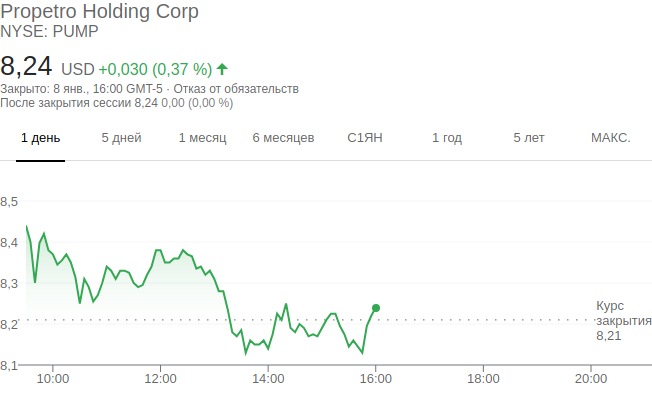 Propetro Holding Corp
NYSE: PUMP
8,24 USD +0,030 (0,37 %)
Закрыто: 8 янв., 16:00 GMT-5 · Отказ от обязательств
После закрытия сессии 8,24 0,00 (0,00 %)
1 день 5 дней 1 месяц 6 месяцев С1ЯН 1 год 5 лет МАКС.
8,5
8,4
8,3
Курс
закрытия
8,21
8,2
8,1
10:00 12:00 14:00 16:00 18:00 20:00